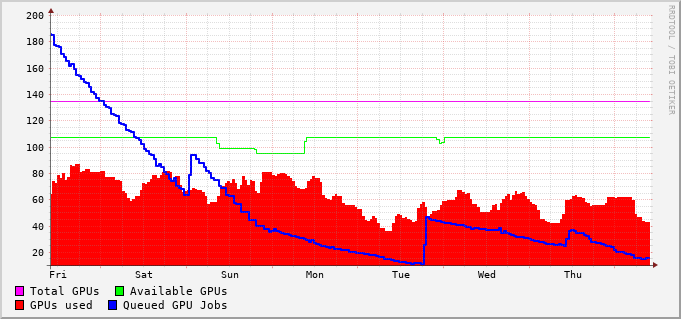 200
180
160
140
120
100
80
60
40
20
Fri Sat Sun Mon Tue Wed Thu
Total GPUs Available GPUs
GPUs used Queued GPU Jobs
RRDTOOL / TOBI OETIKER